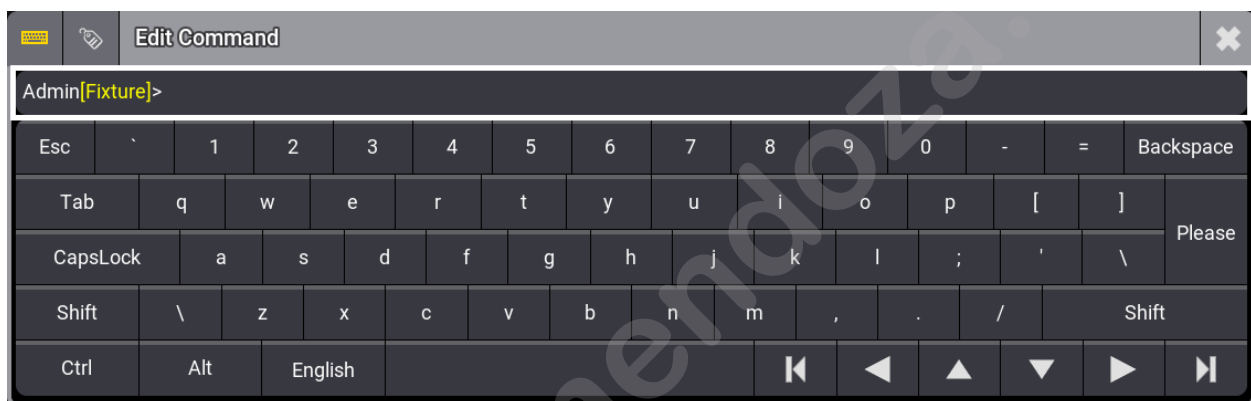 Edit Command
Admin[Fixture]>
Esc ` 1 2 3 4 5 6 7 8 9 0 - = Backspace
Tab q w e r t y u i o p [ ]
Please
CapsLock a s d f g h j k l ; ' \
Shift \ z x c v b n m , . / Shift
Ctrl Alt English
mendoza.